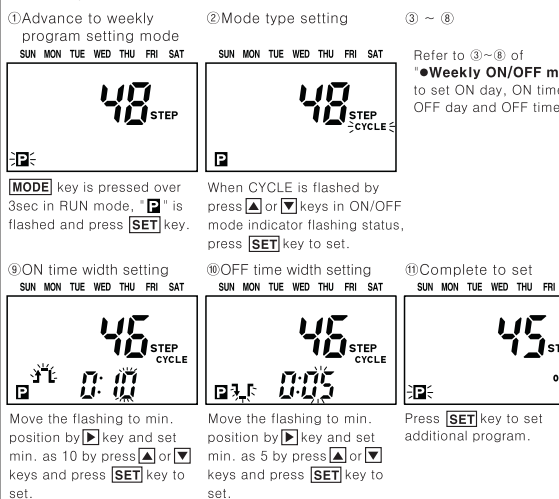 ①Advance to weekly
program setting mode
SUN MON TUE WED THU FRI SAT
48 STEP
P
MODE key is pressed over
3sec in RUN mode, " P " is
flashed and press SET key.
②Mode type setting
SUN MON TUE WED THU FRI SAT
48 STEP
CYCLE
P
When CYCLE is flashed by
press ▲ or ▼ keys in ON/OFF
mode indicator flashing status,
press SET key to set.
③ ~ ⑧
Refer to ③~⑧ of
"●Weekly ON/OFF
to set ON day, ON
OFF day and OFF time
⑨ON time width setting
SUN MON TUE WED THU FRI SAT
46 STEP
CYCLE
P 0:10
Move the flashing to min.
position by ▶ key and set
min. as 10 by press ▲ or ▼
keys and press SET key to
set.
⑩OFF time width setting
SUN MON TUE WED THU FRI SAT
46 STEP
CYCLE
P 0:05
Move the flashing to min.
position by ▶ key and set
min. as 5 by press ▲ or ▼
keys and press SET key to
set.
⑪Complete to set
SUN MON TUE WED THU FRI
45
P
Press SET key to set
additional program.